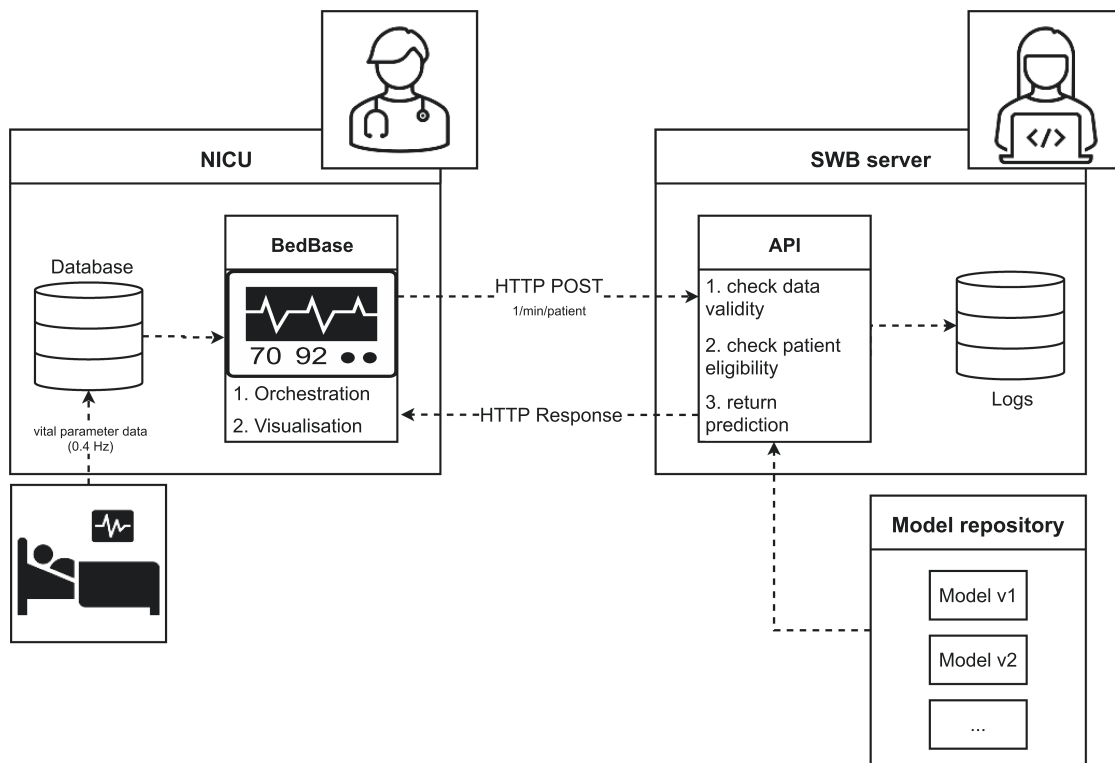 NICU
SWB server
</>
BedBase
API
Database
HTTP POST
1/min/patient
1. check data
validity
70 92
2. check patient
eligibility
1. Orchestration
2. Visualisation
HTTP Response
3. return
prediction
Logs
vital parameter data
(0.4 Hz)
Model repository
Model v1
Model v2
...